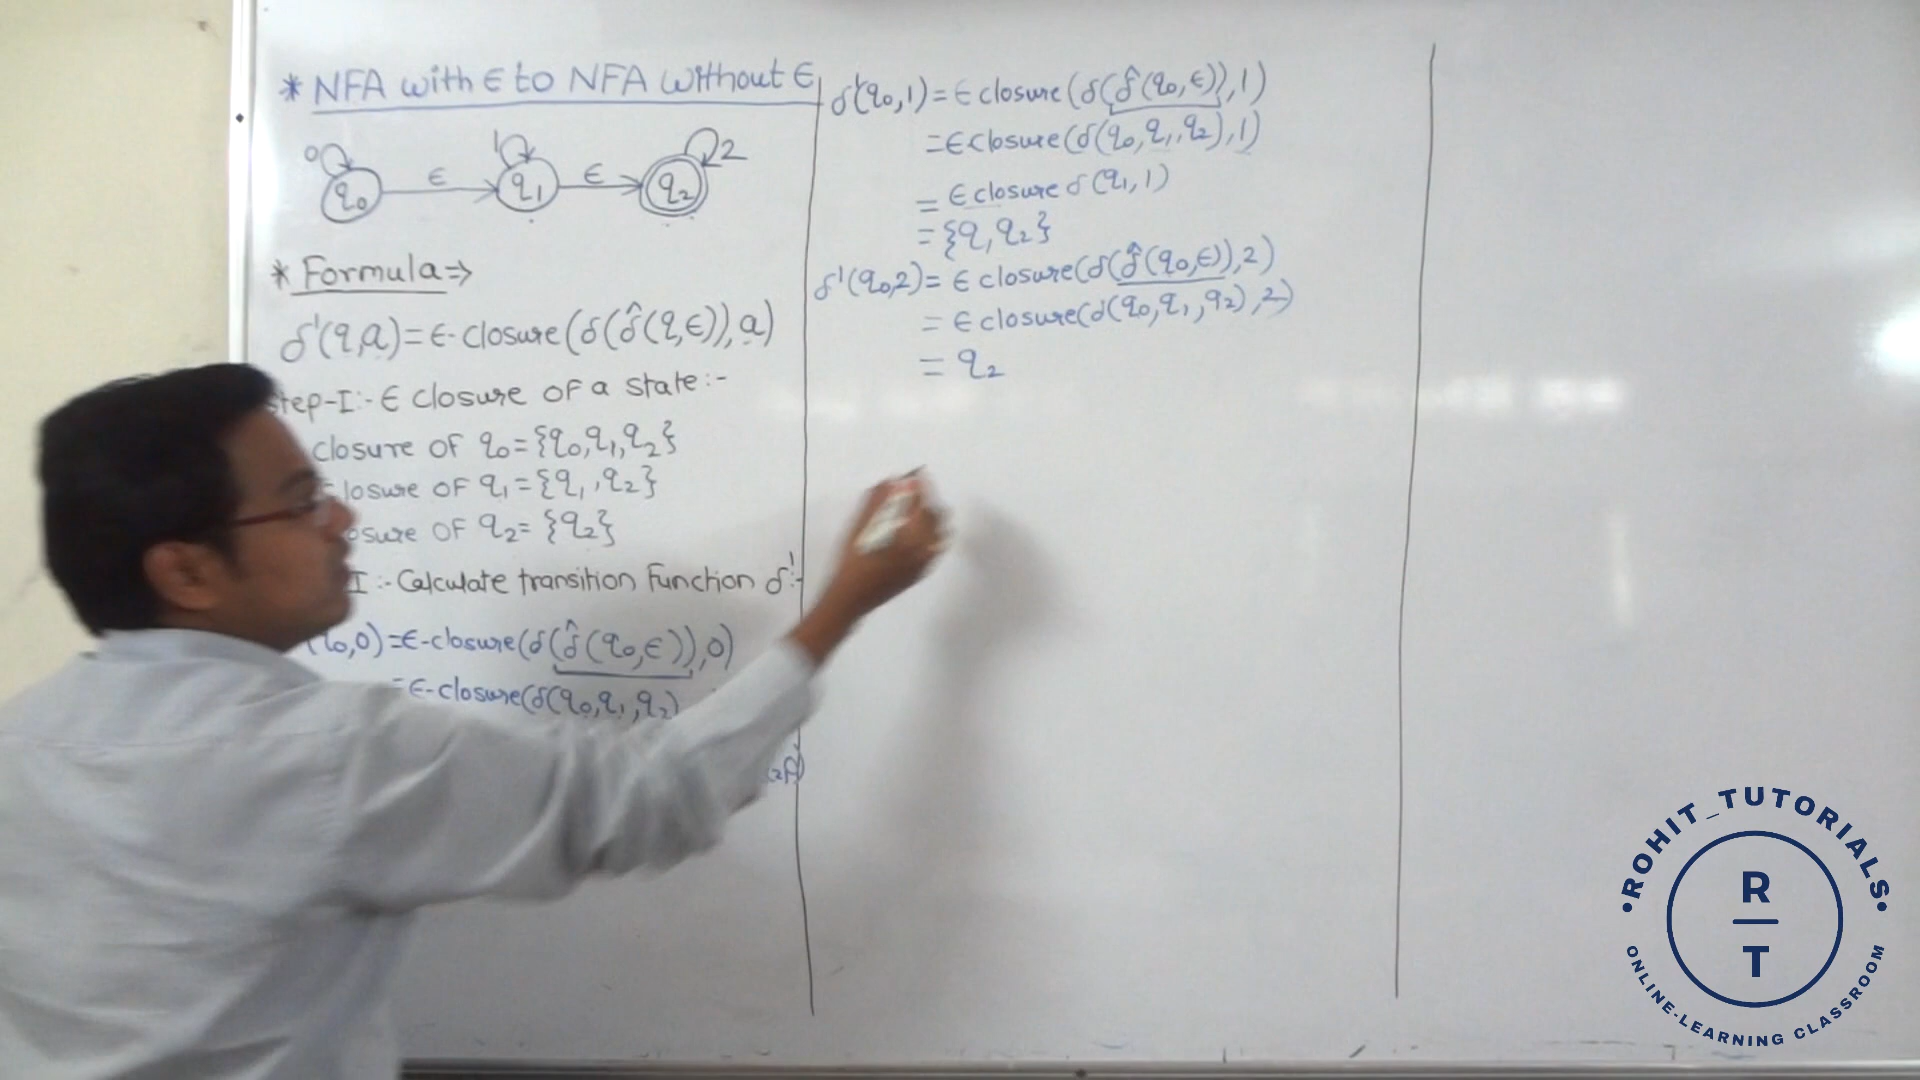 * NFA with ϵ to NFA without ϵ
0 1 2
q₀ ϵ q₁ ϵ q₂
* Formula ⇒
δ'(q,a)=ϵ-closure(δ(δ̂(q,ϵ)),a)
Step-I:- ϵ closure of a state:-
closure of q₀={q₀,q₁,q₂}
closure of q₁={q₁,q₂}
closure of q₂={q₂}
I:- Calculate transition Function δ':-
(q₀,0)=ϵ-closure(δ(δ̂(q₀,ϵ)),0)
=ϵ-closure(δ(q₀,q₁,q₂)
δ'(q₀,1)=ϵ closure(δ(δ̂(q₀,ϵ)),1)
=ϵ closure(δ(q₀,q₁,q₂),1)
=ϵ closure δ(q₁,1)
={q,q₂}
δ'(q₀,2)=ϵ closure(δ(δ̂(q₀,ϵ)),2)
=ϵ closure(δ(q₀,q₁,q₂),2)
=q₂
•ROHIT_TUTORIALS•
R
T
ONLINE-LEARNING CLASSROOM